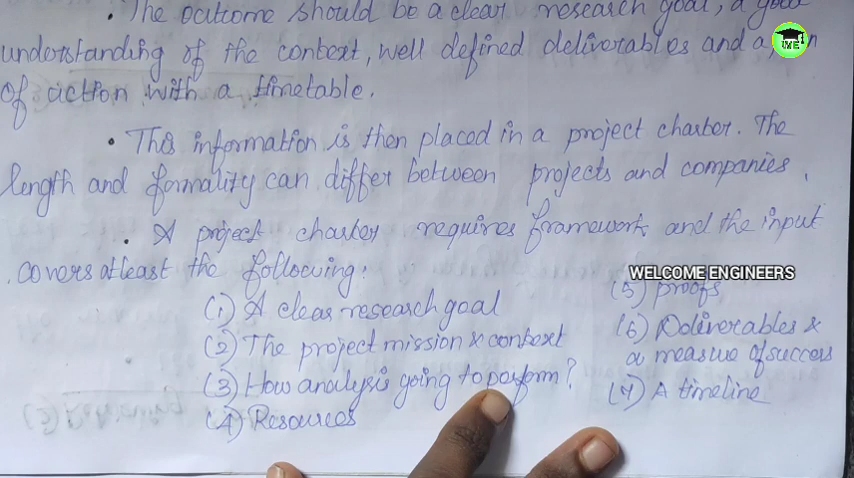 • The outcome should be a clear research goal, a good
understanding of the context, well defined deliverables and a plan
of action with a timetable.
• This information is then placed in a project charter. The
length and formality can differ between projects and companies.
• A project charter requires framework and the input
covers atleast the following:
(1) A clear research goal
(2) The project mission & context
(3) How analysis going to perform?
(4) Resources
(5) proofs
(6) Deliverables &
a measure of success
(7) A timeline
WELCOME ENGINEERS
WE